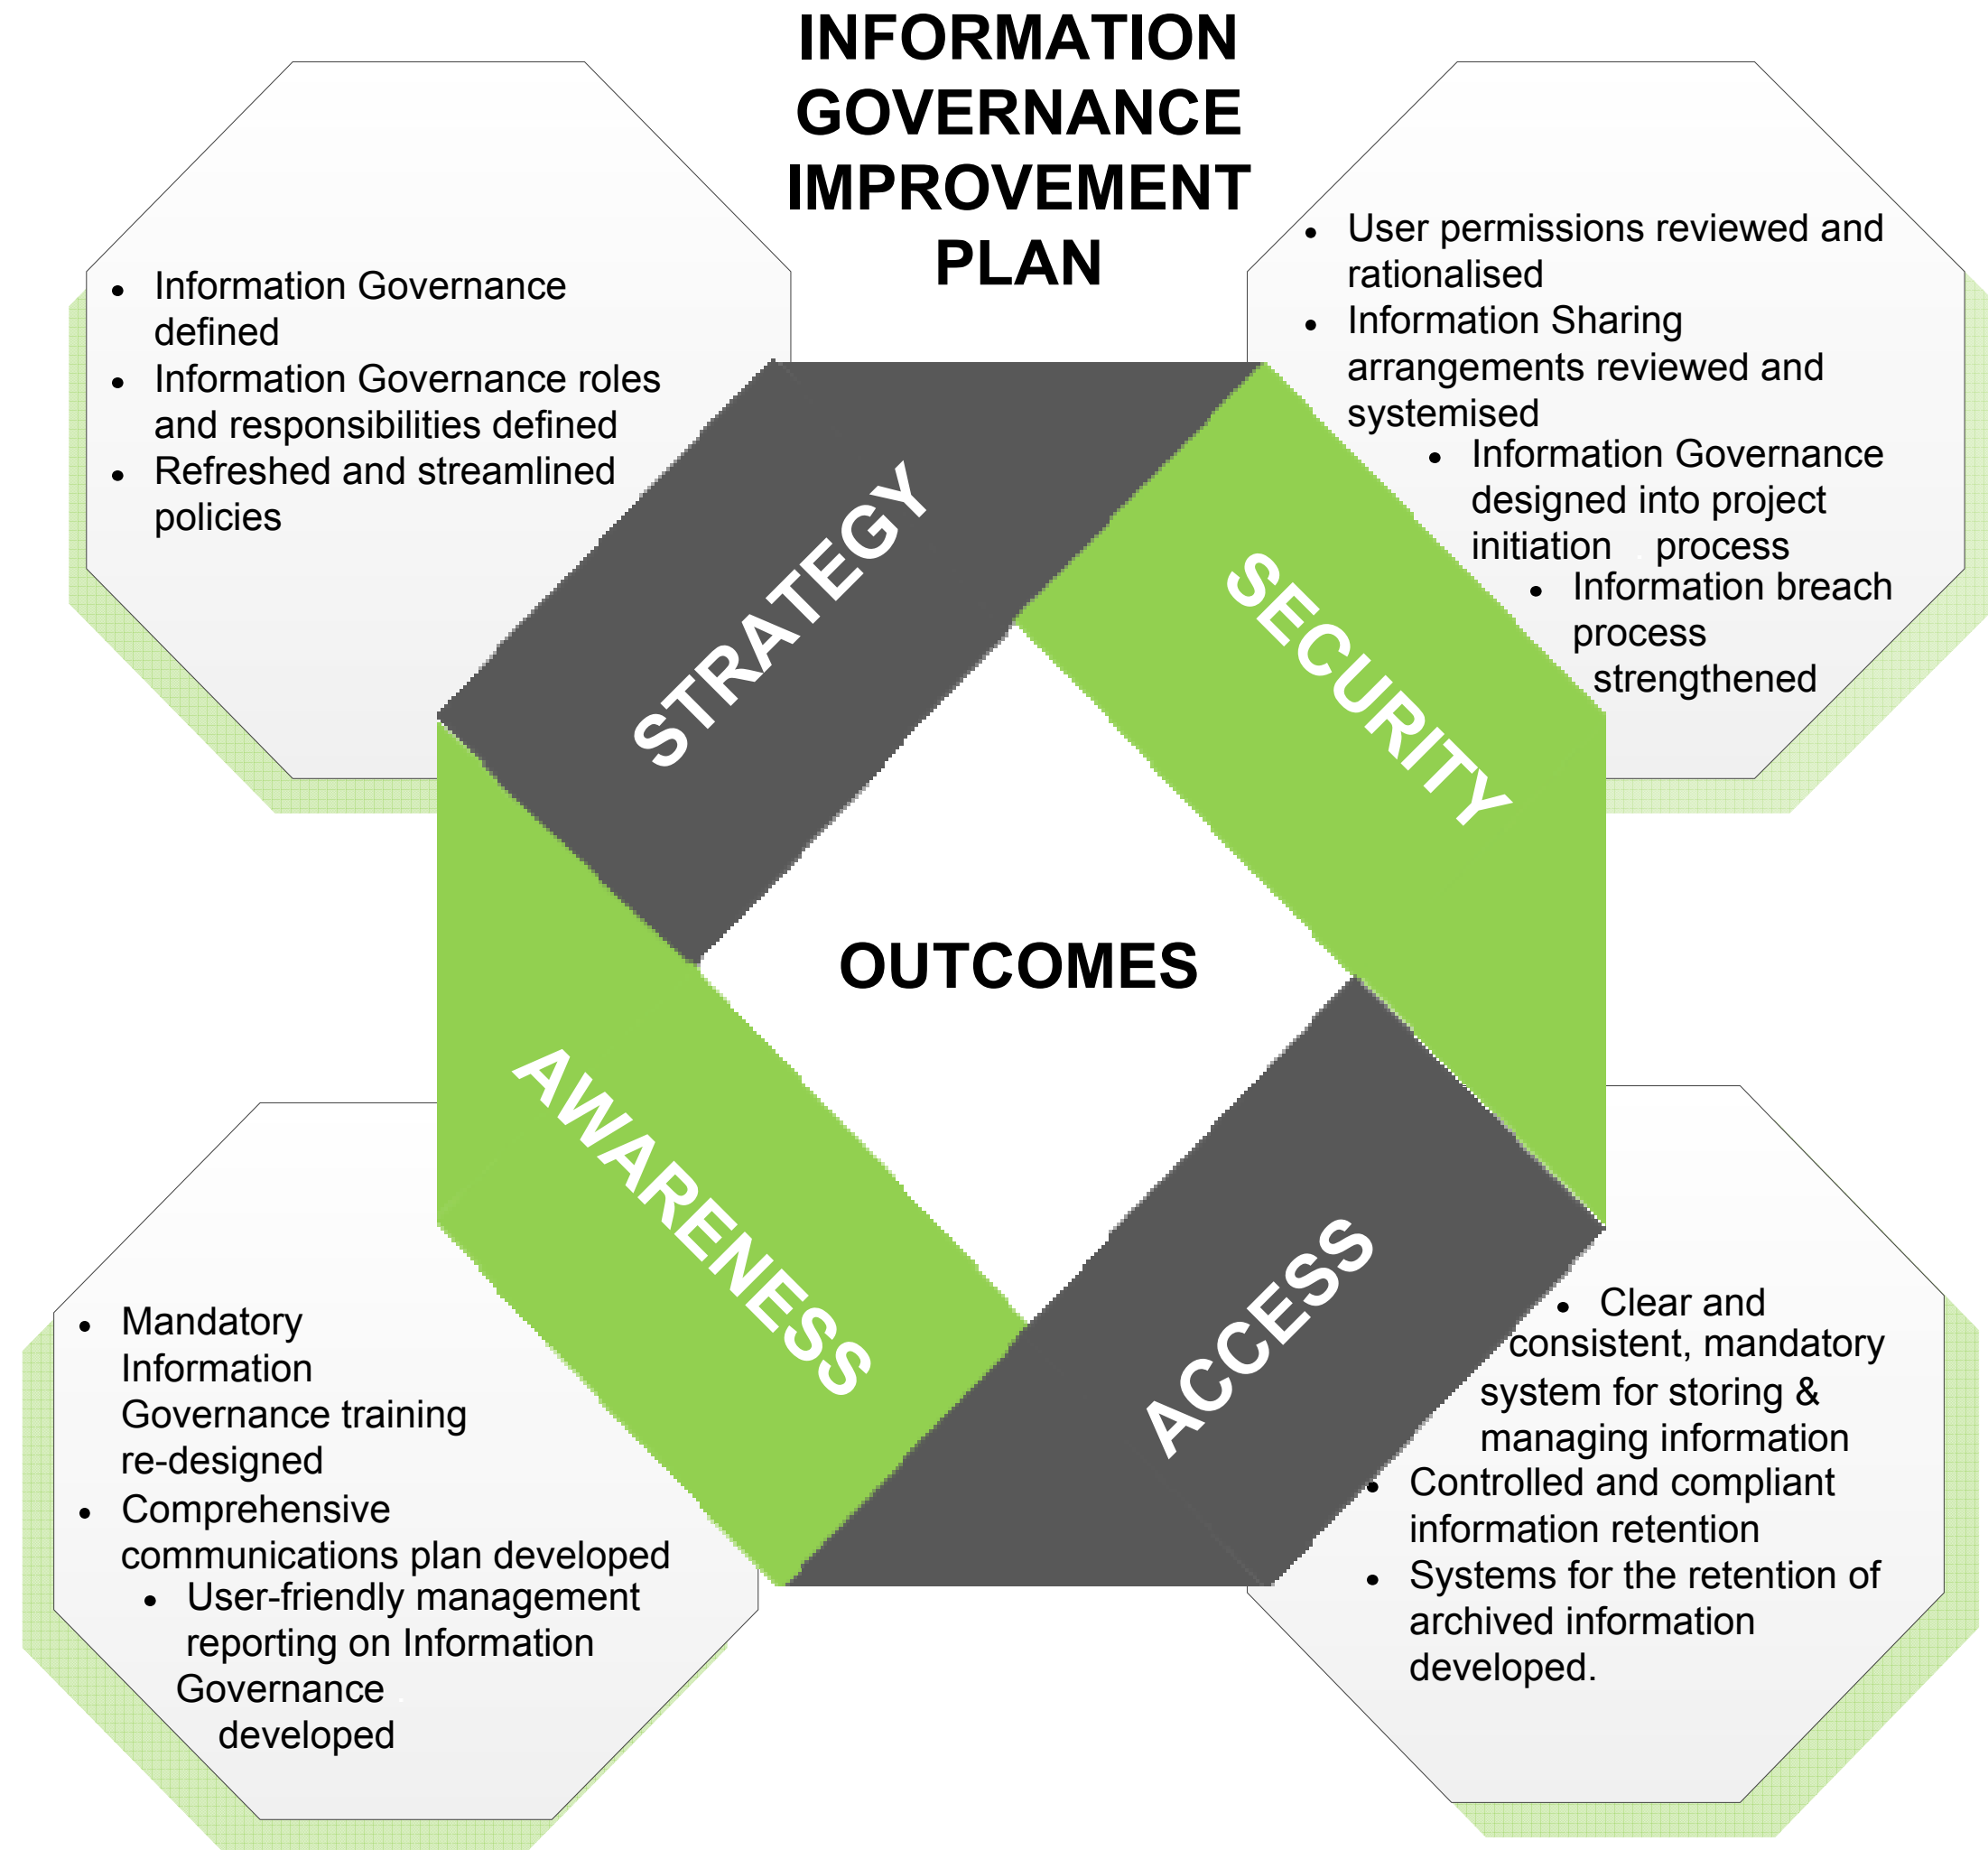 INFORMATION
GOVERNANCE
IMPROVEMENT
PLAN
• Information Governance
defined
• Information Governance roles
and responsibilities defined
• Refreshed and streamlined
policies
• User permissions reviewed and
rationalised
• Information Sharing
arrangements reviewed and
systemised
• Information Governance
designed into project
initiation . process
• Information breach
process
strengthened
STRATEGY
SECURITY
OUTCOMES
AWARENESS
ACCESS
• Mandatory
Information
Governance training
re-designed
• Comprehensive
communications plan developed
• User-friendly management
reporting on Information
Governance .
developed
• Clear and
consistent, mandatory
system for storing &
managing information
• Controlled and compliant
information retention
• Systems for the retention of
archived information
developed.